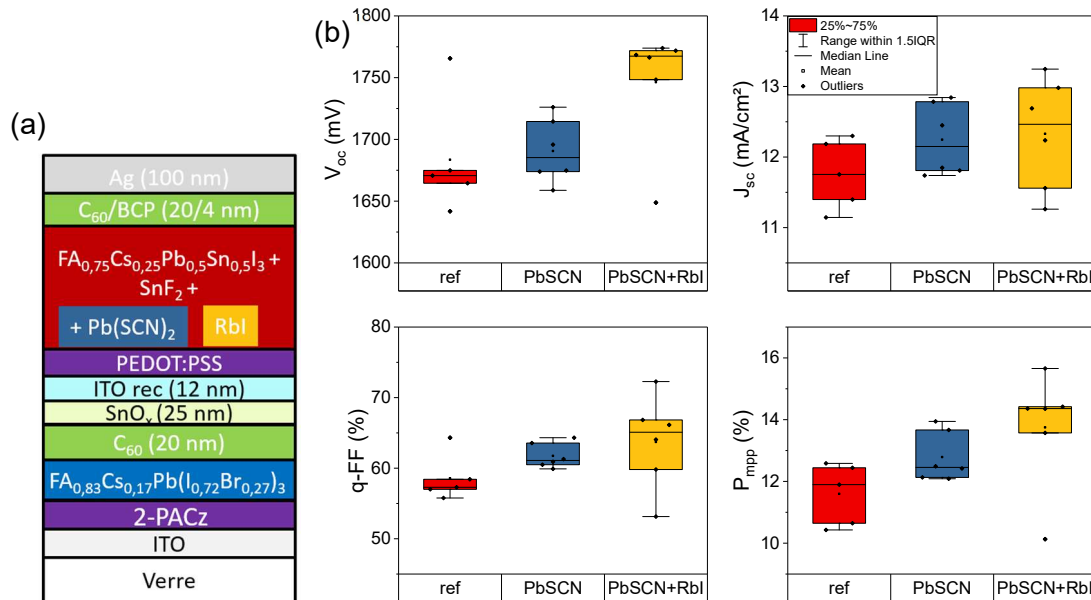 (a)
Ag (100 nm)
C₆₀/BCP (20/4 nm)
FA₀,₇₅Cs₀,₂₅Pb₀,₅Sn₀,₅I₃ +
SnF₂ +
+ Pb(SCN)₂
RbI
PEDOT:PSS
ITO rec (12 nm)
SnOₓ (25 nm)
C₆₀ (20 nm)
FA₀,₈₃Cs₀,₁₇Pb(I₀,₇₂Br₀,₂₇)₃
2-PACz
ITO
Verre
(b)
1800
1750
1700
1650
1600
V_oc (mV)
ref
PbSCN
PbSCN+RbI
14
13
12
11
J_sc (mA/cm²)
25%~75%
Range within 1.5IQR
Median Line
Mean
Outliers
ref
PbSCN
PbSCN+RbI
80
70
60
50
q-FF (%)
ref
PbSCN
PbSCN+RbI
16
14
12
10
P_mpp (%)
ref
PbSCN
PbSCN+RbI